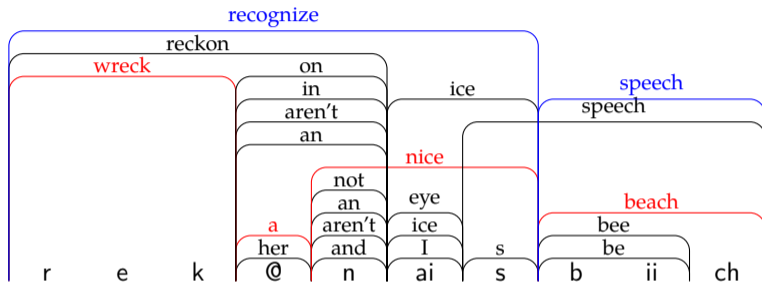 recognize
reckon
wreck on
in ice speech
aren't speech
an
nice
not
an eye beach
a aren't ice bee
her and I s be
r e k @ n ai s b ii ch